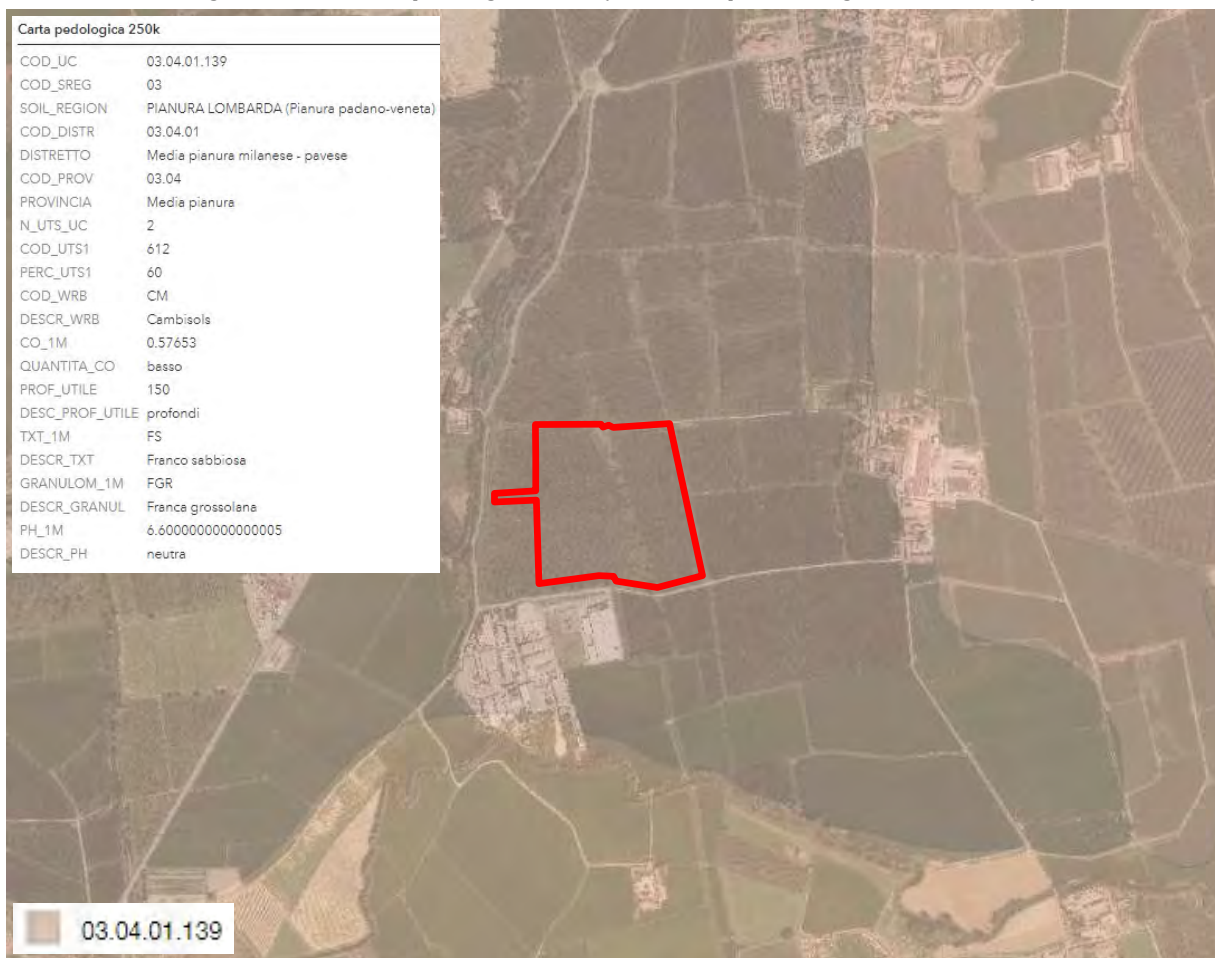 Carta pedologica 250k
COD_UC 03.04.01.139
COD_SREG 03
SOIL_REGION PIANURA LOMBARDA (Pianura padano-veneta)
COD_DISTR 03.04.01
DISTRETTO Media pianura milanese - pavese
COD_PROV 03.04
PROVINCIA Media pianura
N_UTS_UC 2
COD_UTS1 612
PERC_UTS1 60
COD_WRB CM
DESCR_WRB Cambisols
CO_1M 0.57653
QUANTITA_CO basso
PROF_UTILE 150
DESC_PROF_UTILE profondi
TXT_1M FS
DESCR_TXT Franco sabbiosa
GRANULOM_1M FGR
DESCR_GRANUL Franca grossolana
PH_1M 6.6000000000000005
DESCR_PH neutra
03.04.01.139